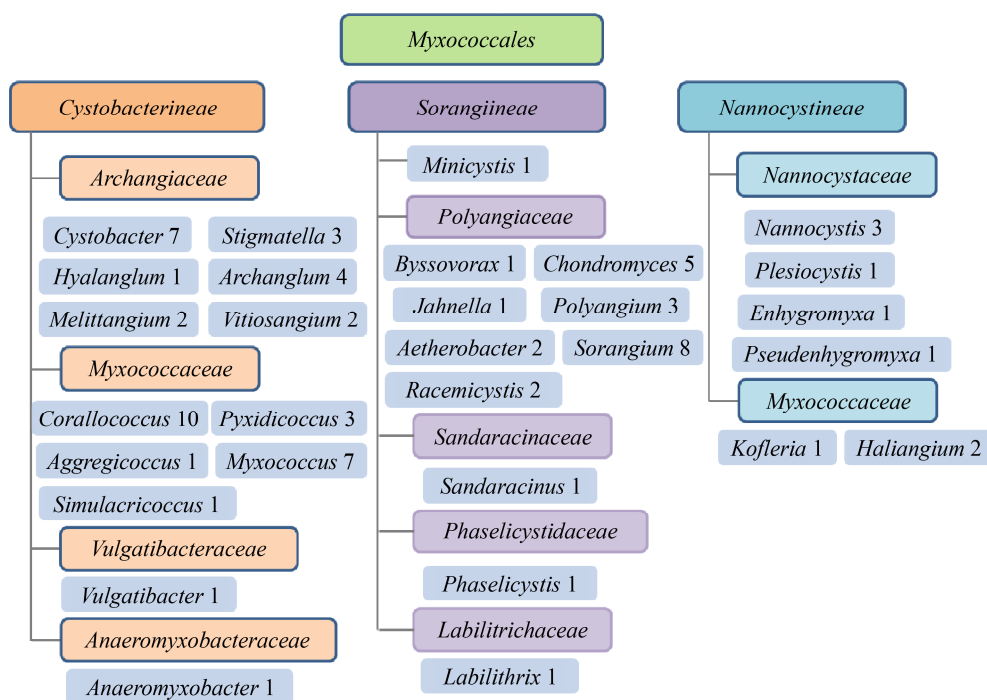 Myxococcales
Cystobacterineae
Archangiaceae
Cystobacter 7
Stigmatella 3
Hyalanglum 1
Archanglum 4
Melittangium 2
Vitiosangium 2
Myxococcaceae
Corallococcus 10
Pyxidicoccus 3
Aggregicoccus 1
Myxococcus 7
Simulacricoccus 1
Vulgatibacteraceae
Vulgatibacter 1
Anaeromyxobacteraceae
Anaeromyxobacter 1
Sorangiineae
Minicystis 1
Polyangiaceae
Byssovorax 1
Chondromyces 5
Jahnella 1
Polyangium 3
Aetherobacter 2
Sorangium 8
Racemicystis 2
Sandaracinaceae
Sandaracinus 1
Phaselicystidaceae
Phaselicystis 1
Labilitrichaceae
Labilithrix 1
Nannocystineae
Nannocystaceae
Nannocystis 3
Plesiocystis 1
Enhygromyxa 1
Pseudenhygromyxa 1
Myxococcaceae
Kofleria 1
Haliangium 2